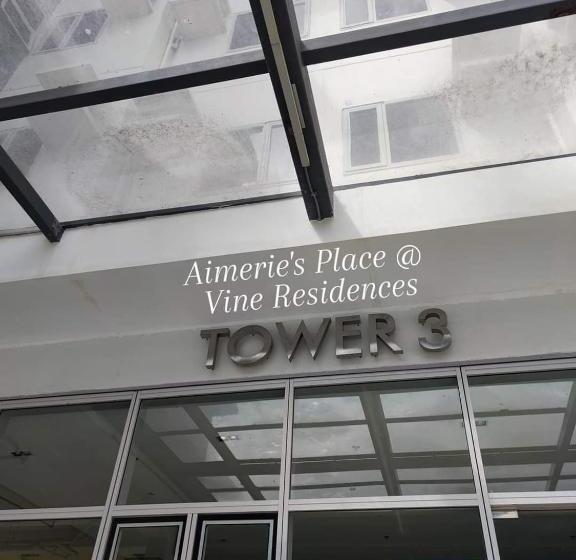 Aimerie's Place @
Vine Residences
TOWER 3